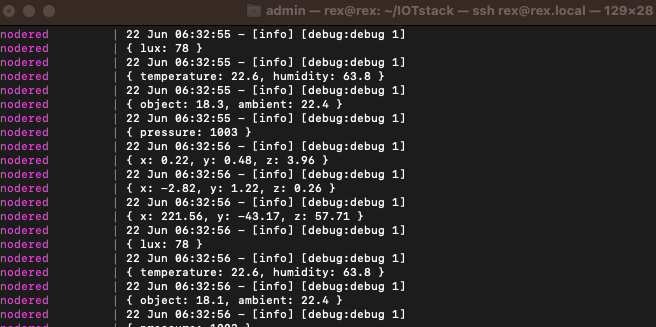 admin — rex@rex: ~/IOTstack — ssh rex@rex.local — 129×28
nodered | 22 Jun 06:32:55 – [info] [debug:debug 1]
nodered | { lux: 78 }
nodered | 22 Jun 06:32:55 – [info] [debug:debug 1]
nodered | { temperature: 22.6, humidity: 63.8 }
nodered | 22 Jun 06:32:55 – [info] [debug:debug 1]
nodered | { object: 18.3, ambient: 22.4 }
nodered | 22 Jun 06:32:55 – [info] [debug:debug 1]
nodered | { pressure: 1003 }
nodered | 22 Jun 06:32:56 – [info] [debug:debug 1]
nodered | { x: 0.22, y: 0.48, z: 3.96 }
nodered | 22 Jun 06:32:56 – [info] [debug:debug 1]
nodered | { x: -2.82, y: 1.22, z: 0.26 }
nodered | 22 Jun 06:32:56 – [info] [debug:debug 1]
nodered | { x: 221.56, y: -43.17, z: 57.71 }
nodered | 22 Jun 06:32:56 – [info] [debug:debug 1]
nodered | { lux: 78 }
nodered | 22 Jun 06:32:56 – [info] [debug:debug 1]
nodered | { temperature: 22.6, humidity: 63.8 }
nodered | 22 Jun 06:32:56 – [info] [debug:debug 1]
nodered | { object: 18.1, ambient: 22.4 }
nodered | 22 Jun 06:32:56 – [info] [debug:debug 1]